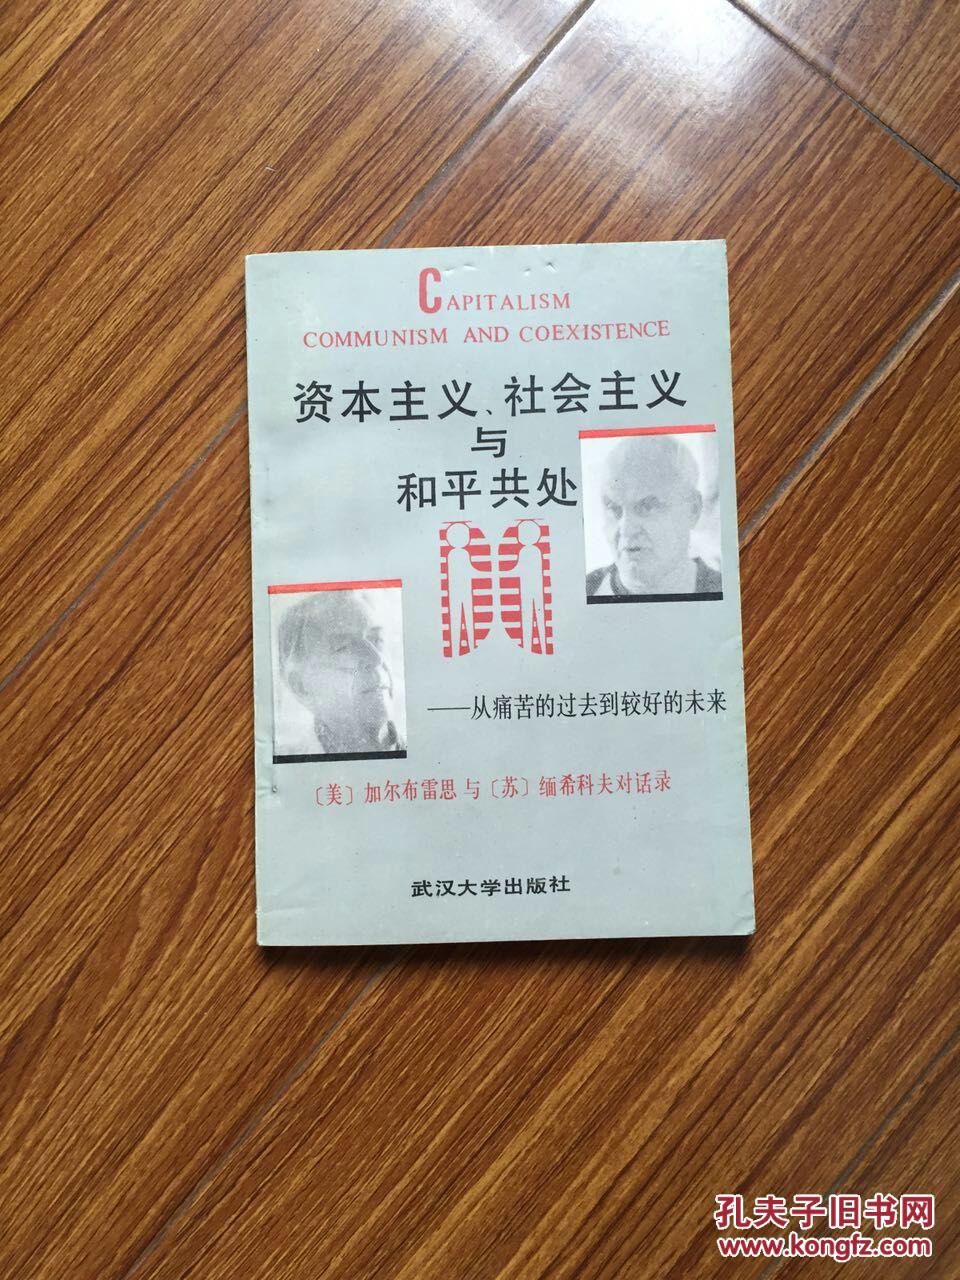 CAPITALISM
COMMUNISM AND COEXISTENCE
资本主义、社会主义
与
和平共处
——从痛苦的过去到较好的未来
〔美〕加尔布雷思与〔苏〕缅希科夫对话录
武汉大学出版社
孔夫子旧书网
www.kongfz.com